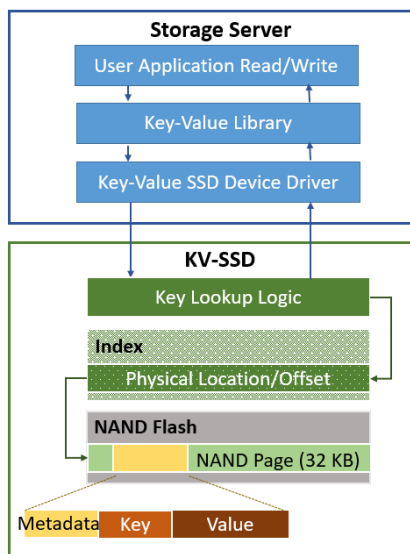 Storage Server
User Application Read/Write
Key-Value Library
Key-Value SSD Device Driver
KV-SSD
Key Lookup Logic
Index
Physical Location/Offset
NAND Flash
NAND Page (32 KB)
Metadata Key Value